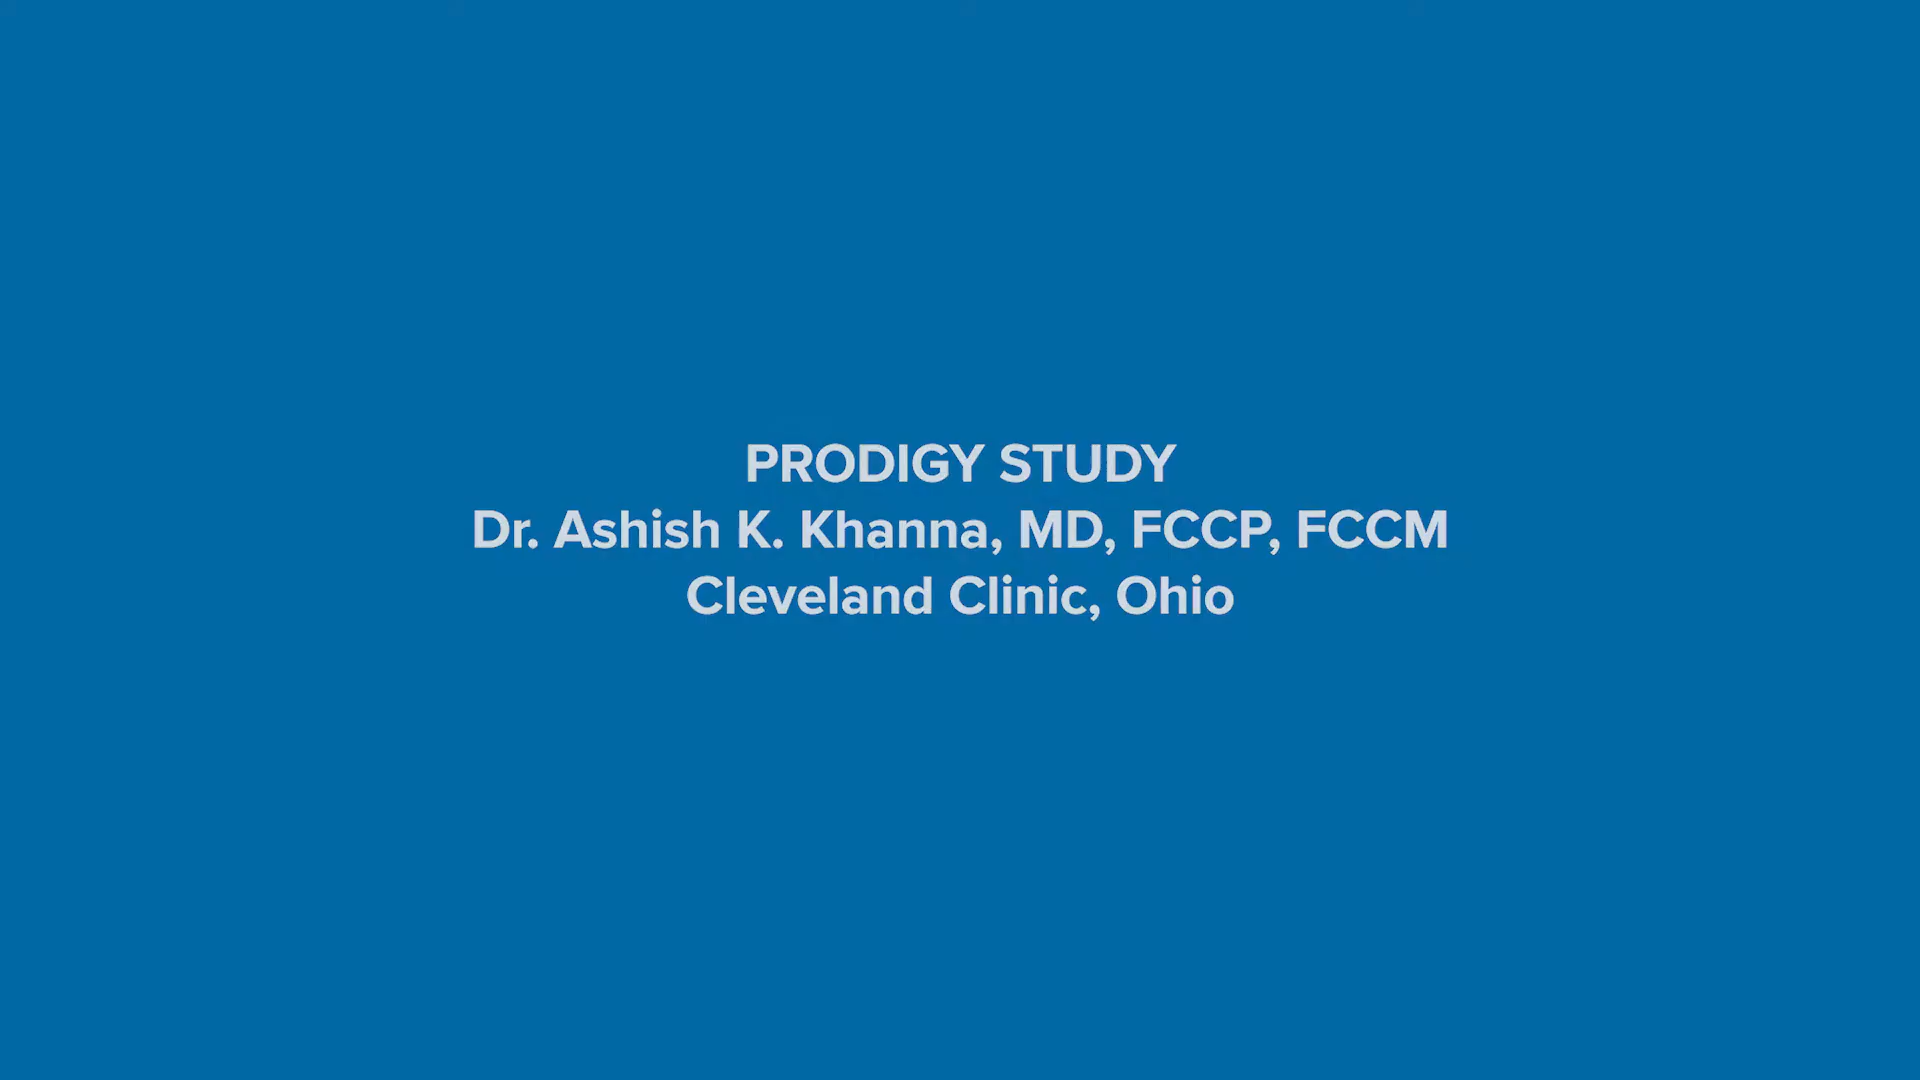 PRODIGY STUDY
Dr. Ashish K. Khanna, MD, FCCP, FCCM
Cleveland Clinic, Ohio